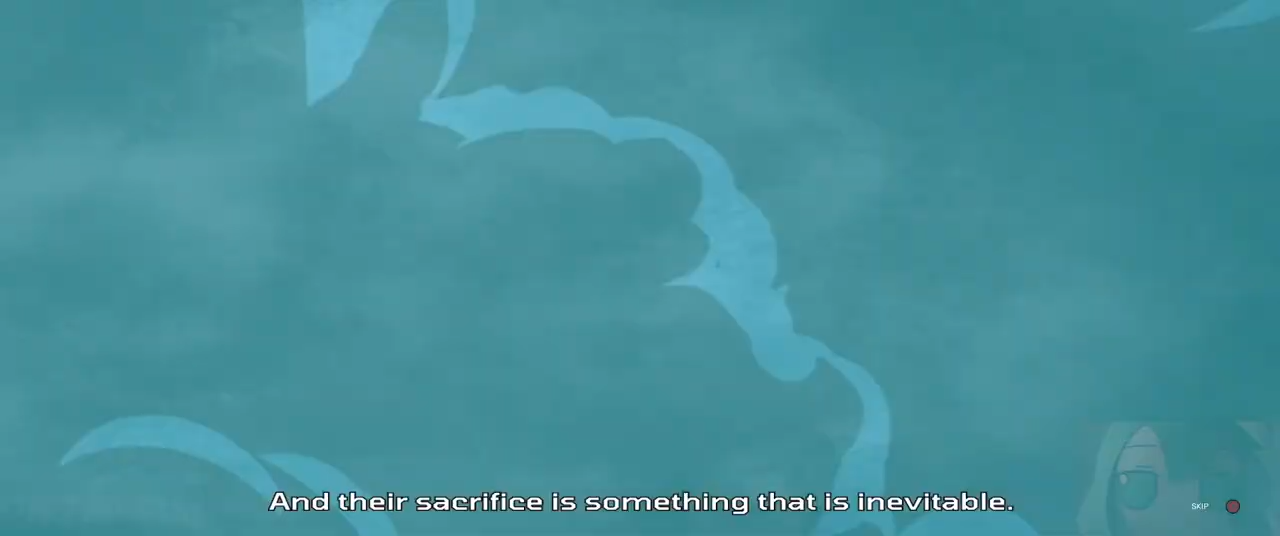 And their sacrifice is something that is inevitable.
SKIP